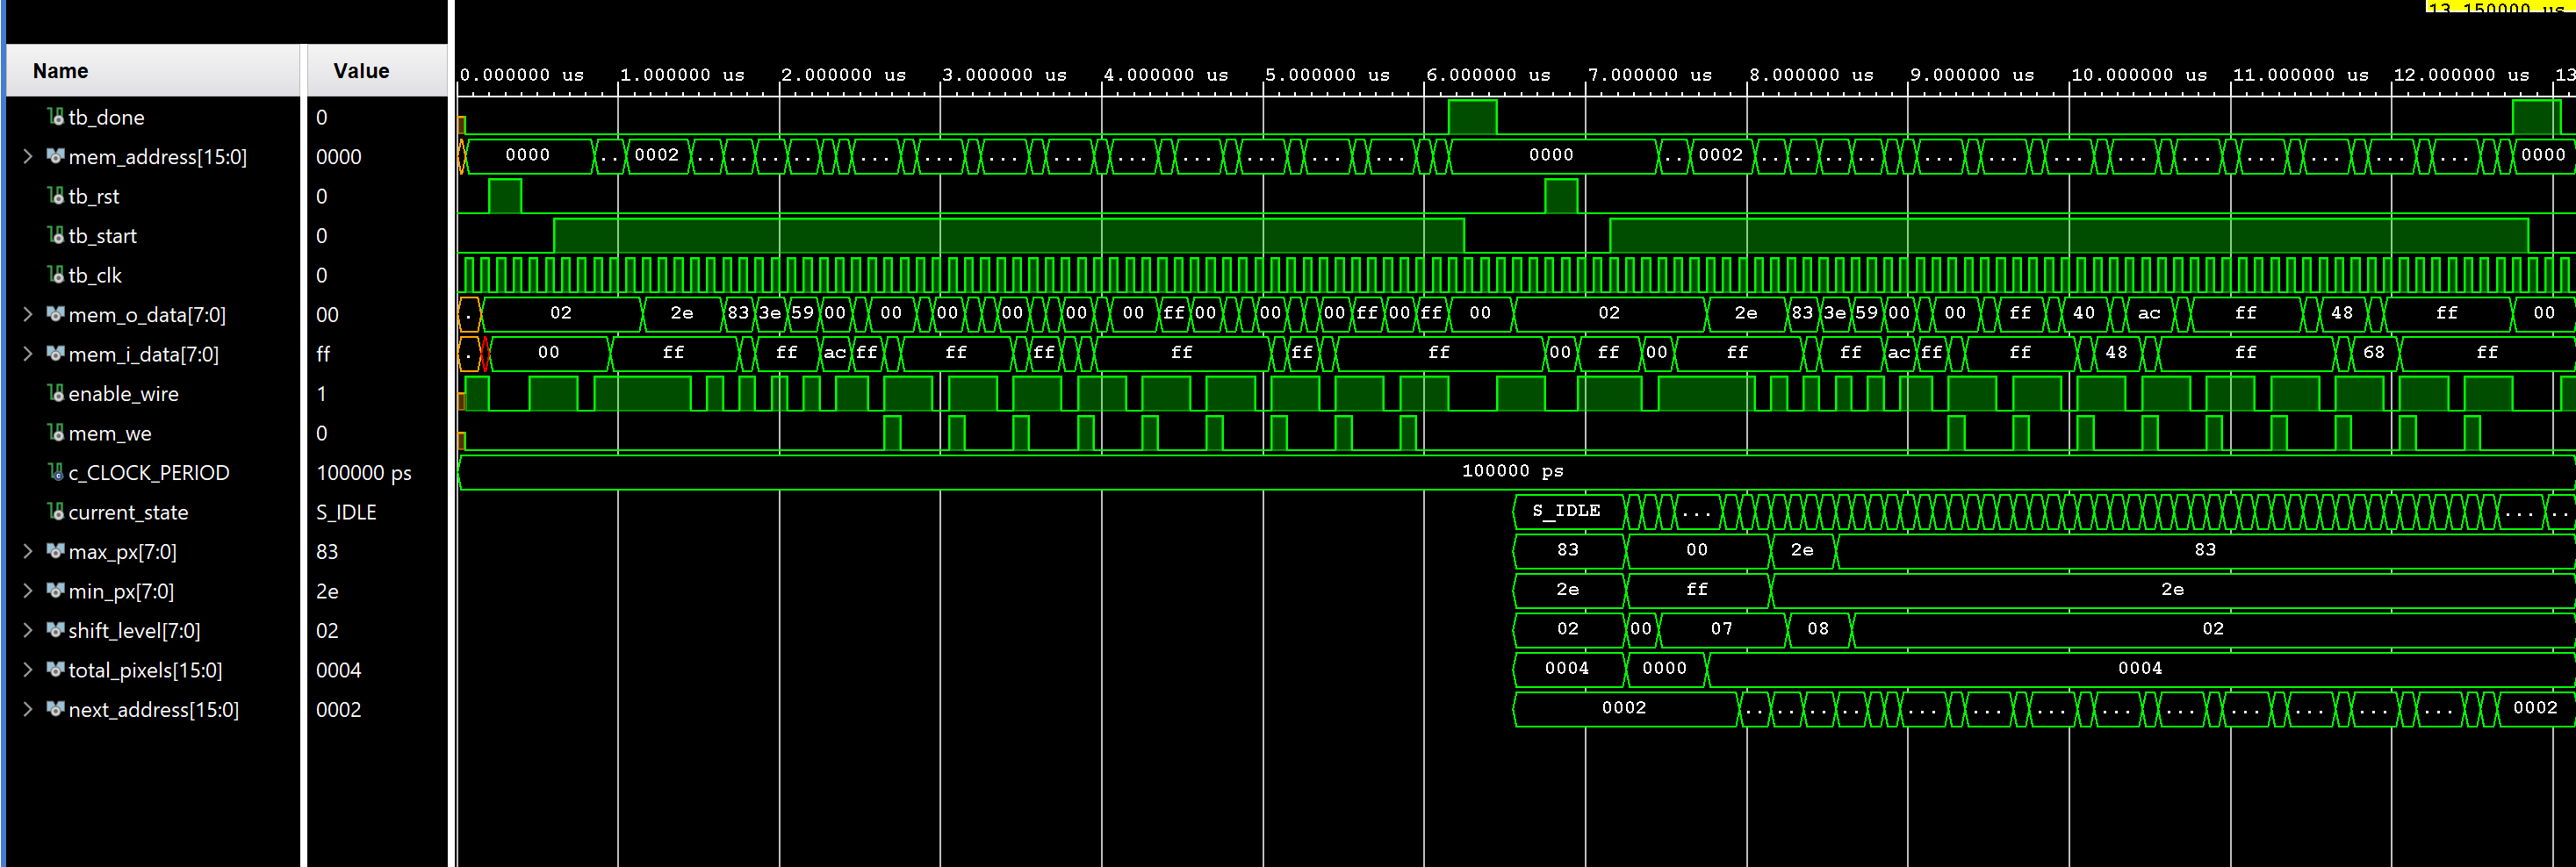 13.150000 us
Name Value
0.000000 us 1.000000 us 2.000000 us 3.000000 us 4.000000 us 5.000000 us 6.000000 us 7.000000 us 8.000000 us 9.000000 us 10.000000 us 11.000000 us 12.000000 us 13
tb_done 0
mem_address[15:0] 0000 0000 .. 0002 .. .. .. .. ... ... ... ... ... ... ... ... ... 0000 .. 0002 .. .. .. .. ... ... ... ... ... ... ... ... ... 0000
tb_rst 0
tb_start 0
tb_clk 0
mem_o_data[7:0] 00 . 02 2e 83 3e 59 00 00 00 00 00 00 ff 00 00 00 ff 00 ff 00 02 2e 83 3e 59 00 00 ff 40 ac ff 48 ff 00
mem_i_data[7:0] ff . 00 ff ff ac ff ff ff ff ff ff 00 ff 00 ff ff ac ff ff 48 ff 68 ff
enable_wire 1
mem_we 0
c_CLOCK_PERIOD 100000 ps 100000 ps
current_state S_IDLE S_IDLE ... ... ..
max_px[7:0] 83 83 00 2e 83
min_px[7:0] 2e 2e ff 2e
shift_level[7:0] 02 02 00 07 08 02
total_pixels[15:0] 0004 0004 0000 0004
next_address[15:0] 0002 0002 .. .. .. .. ... ... ... ... ... ... ... ... ... 0002